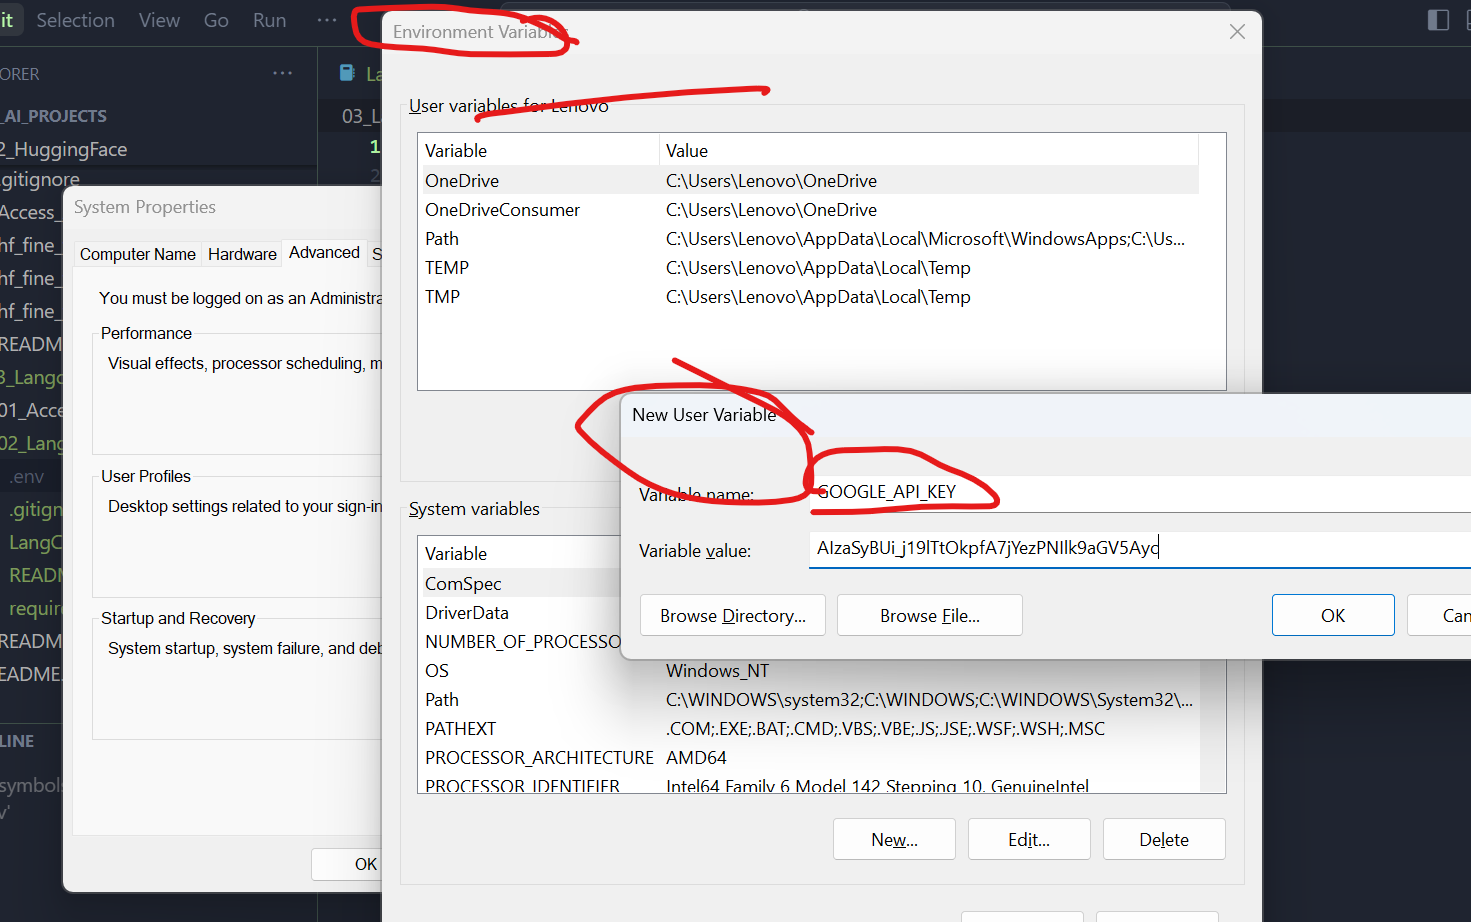 it Selection View Go Run ...
Environment Variables
ORER ...
_AI_PROJECTS
2_HuggingFace
gitignore
Access_
hf_fine_
hf_fine_
hf_fine_
READM
3_Langc
01_Acce
02_Lang
.env
.gitign
LangC
READ
requir
READM
EADME.
LINE
symbols
La
03_La
1
2
System Properties
Computer Name Hardware Advanced S
You must be logged on as an Administra
Performance
Visual effects, processor scheduling, m
User Profiles
Desktop settings related to your sign-in
Startup and Recovery
System startup, system failure, and deb
OK
User variables for Lenovo
Variable Value
OneDrive C:\Users\Lenovo\OneDrive
OneDriveConsumer C:\Users\Lenovo\OneDrive
Path C:\Users\Lenovo\AppData\Local\Microsoft\WindowsApps;C:\Us...
TEMP C:\Users\Lenovo\AppData\Local\Temp
TMP C:\Users\Lenovo\AppData\Local\Temp
New User Variable
Variable name: GOOGLE_API_KEY
Variable value:
Browse Directory... Browse File... OK Can
System variables
Variable
ComSpec
DriverData
NUMBER_OF_PROCESSO
OS Windows_NT
Path C:\WINDOWS\system32;C:\WINDOWS;C:\WINDOWS\System32\...
PATHEXT .COM;.EXE;.BAT;.CMD;.VBS;.VBE;.JS;.JSE;.WSF;.WSH;.MSC
PROCESSOR_ARCHITECTURE AMD64
PROCESSOR_IDENTIFIER Intel64 Family 6 Model 142 Stepping 10, GenuineIntel
New... Edit... Delete